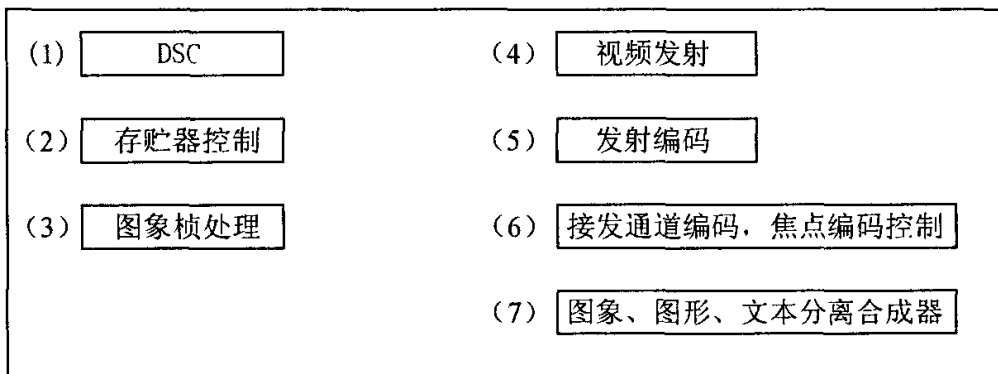 (1) DSC
(2) 存贮器控制
(3) 图象桢处理
(4) 视频发射
(5) 发射编码
(6) 接发通道编码，焦点编码控制
(7) 图象、图形、文本分离合成器